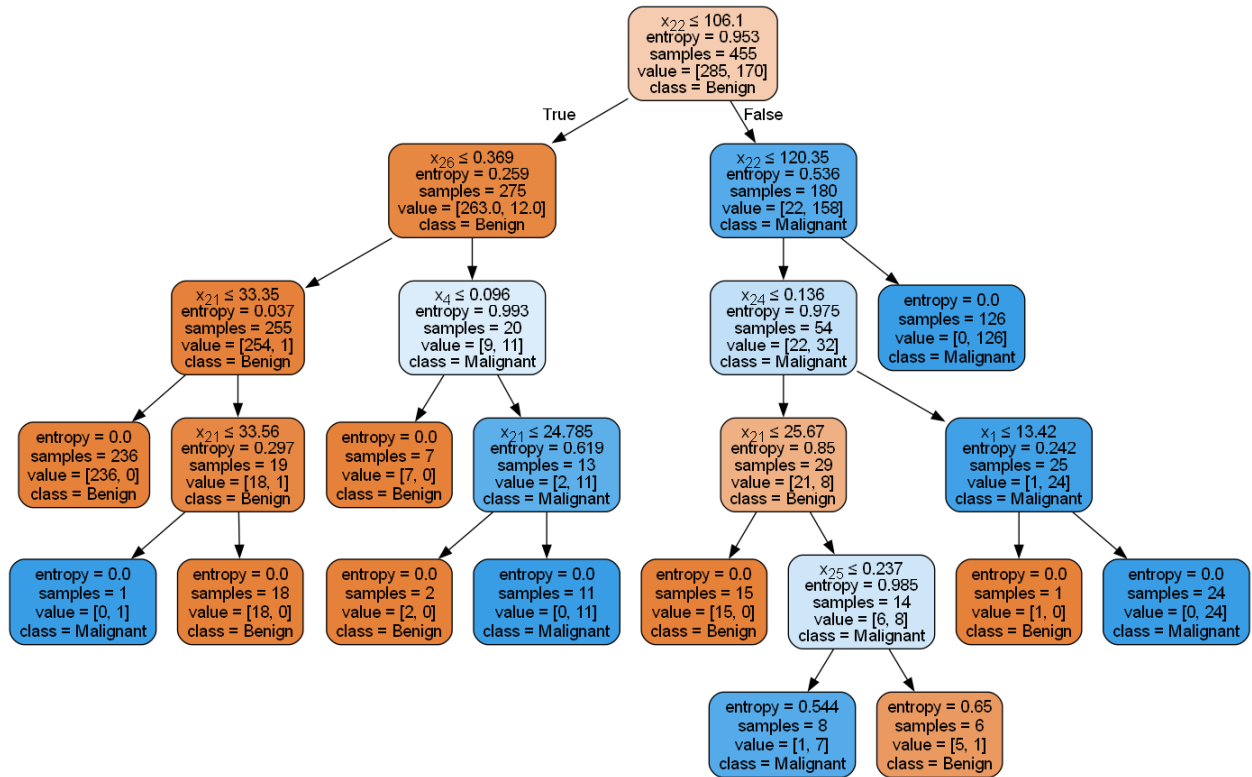 x22 ≤ 106.1
entropy = 0.953
samples = 455
value = [285, 170]
class = Benign
True
False
x26 ≤ 0.369
entropy = 0.259
samples = 275
value = [263.0, 12.0]
class = Benign
x22 ≤ 120.35
entropy = 0.536
samples = 180
value = [22, 158]
class = Malignant
x21 ≤ 33.35
entropy = 0.037
samples = 255
value = [254, 1]
class = Benign
x4 ≤ 0.096
entropy = 0.993
samples = 20
value = [9, 11]
class = Malignant
x24 ≤ 0.136
entropy = 0.975
samples = 54
value = [22, 32]
class = Malignant
entropy = 0.0
samples = 126
value = [0, 126]
class = Malignant
entropy = 0.0
samples = 236
value = [236, 0]
class = Benign
x21 ≤ 33.56
entropy = 0.297
samples = 19
value = [18, 1]
class = Benign
entropy = 0.0
samples = 7
value = [7, 0]
class = Benign
x21 ≤ 24.785
entropy = 0.619
samples = 13
value = [2, 11]
class = Malignant
x21 ≤ 25.67
entropy = 0.85
samples = 29
value = [21, 8]
class = Benign
x1 ≤ 13.42
entropy = 0.242
samples = 25
value = [1, 24]
class = Malignant
entropy = 0.0
samples = 1
value = [0, 1]
class = Malignant
entropy = 0.0
samples = 18
value = [18, 0]
class = Benign
entropy = 0.0
samples = 2
value = [2, 0]
class = Benign
entropy = 0.0
samples = 11
value = [0, 11]
class = Malignant
entropy = 0.0
samples = 15
value = [15, 0]
class = Benign
x25 ≤ 0.237
entropy = 0.985
samples = 14
value = [6, 8]
class = Malignant
entropy = 0.0
samples = 1
value = [1, 0]
class = Benign
entropy = 0.0
samples = 24
value = [0, 24]
class = Malignant
entropy = 0.544
samples = 8
value = [1, 7]
class = Malignant
entropy = 0.65
samples = 6
value = [5, 1]
class = Benign